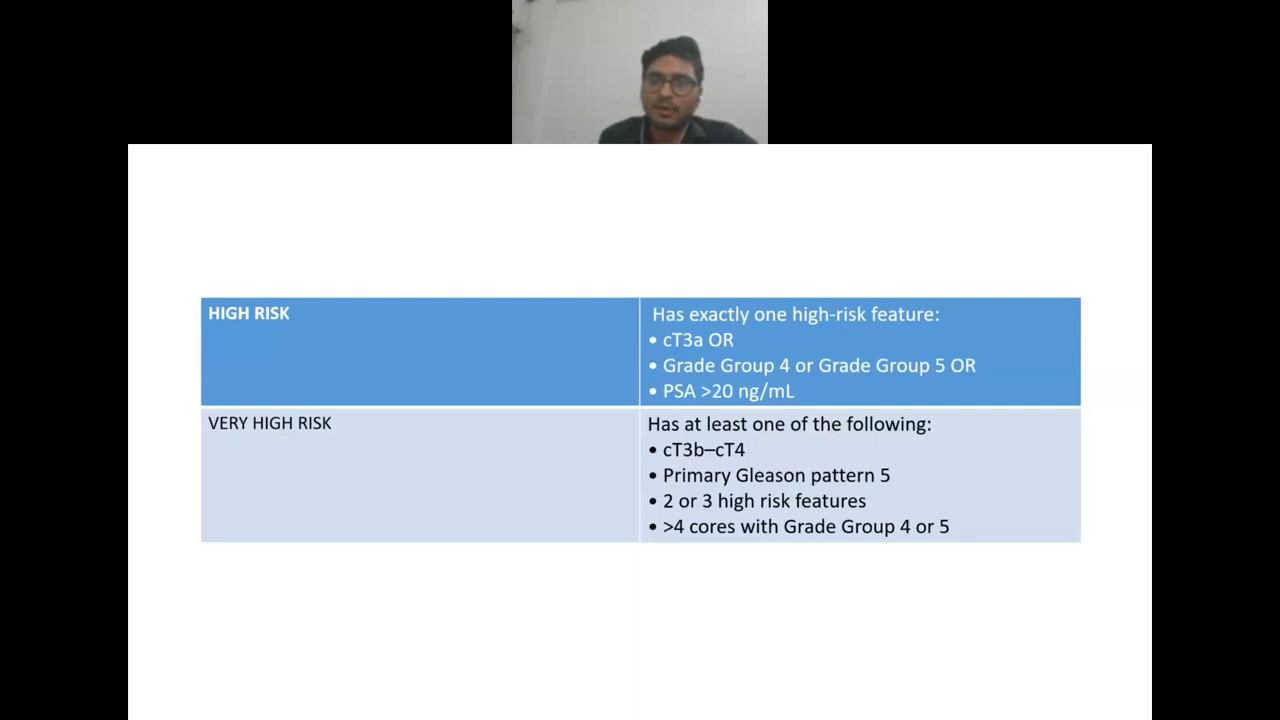 HIGH RISK
Has exactly one high-risk feature:
• cT3a OR
• Grade Group 4 or Grade Group 5 OR
• PSA >20 ng/mL
VERY HIGH RISK
Has at least one of the following:
• cT3b–cT4
• Primary Gleason pattern 5
• 2 or 3 high risk features
• >4 cores with Grade Group 4 or 5